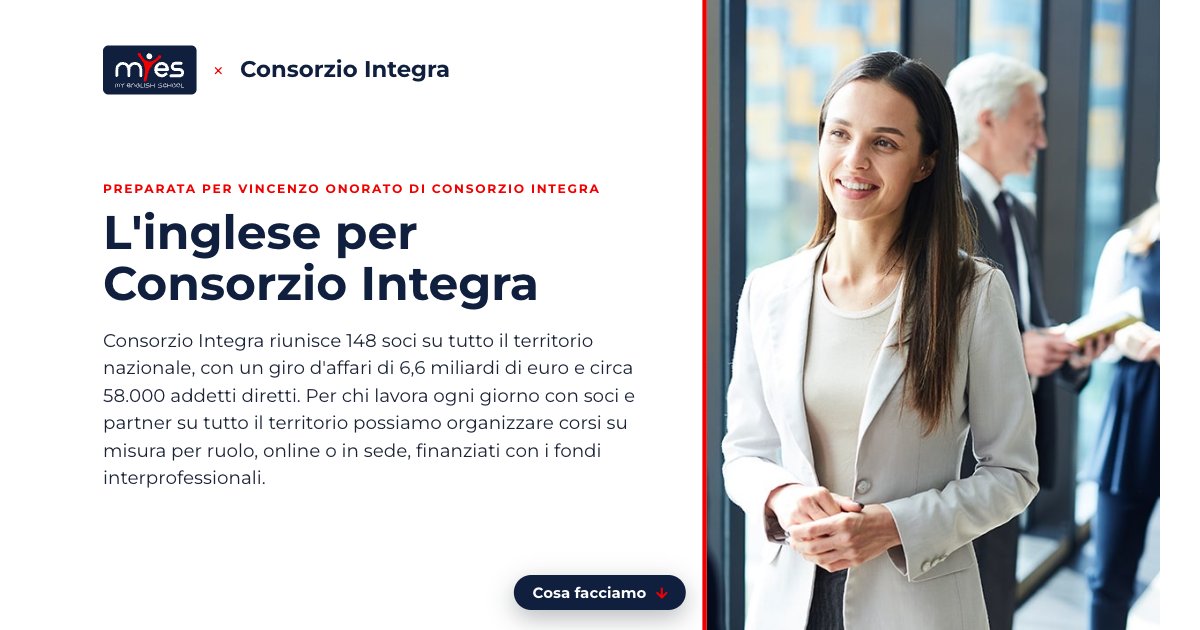 myes
MY ENGLISH SCHOOL
× Consorzio Integra
PREPARATA PER VINCENZO ONORATO DI CONSORZIO INTEGRA
L'inglese per
Consorzio Integra
Consorzio Integra riunisce 148 soci su tutto il territorio
nazionale, con un giro d'affari di 6,6 miliardi di euro e circa
58.000 addetti diretti. Per chi lavora ogni giorno con soci e
partner su tutto il territorio possiamo organizzare corsi su
misura per ruolo, online o in sede, finanziati con i fondi
interprofessionali.
Cosa facciamo ↓